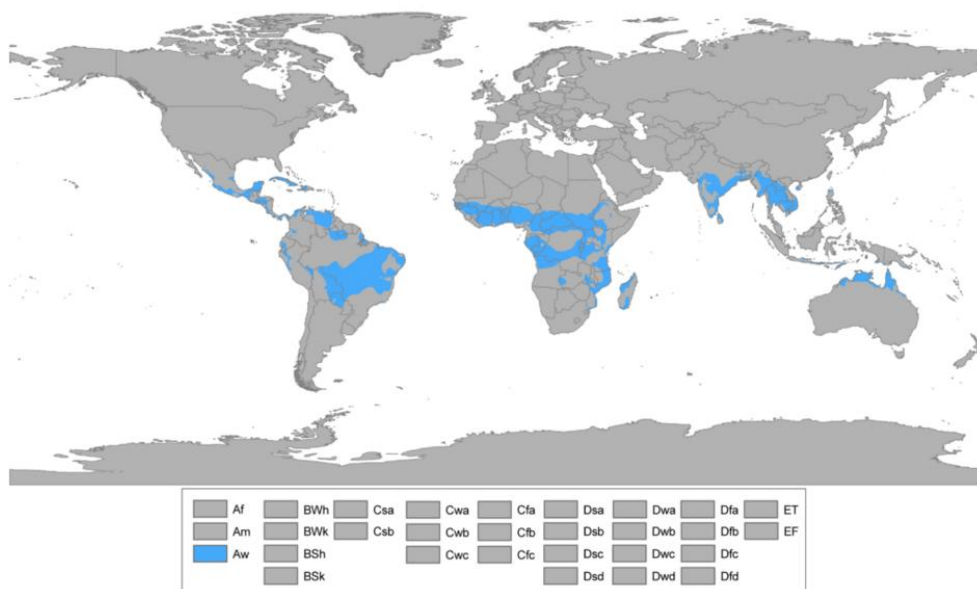 Af BWh Csa Cwa Cfa Dsa Dwa Dfa ET
Am BWk Csb Cwb Cfb Dsb Dwb Dfb EF
Aw BSh Cwc Cfc Dsc Dwc Dfc
BSk Dsd Dwd Dfd